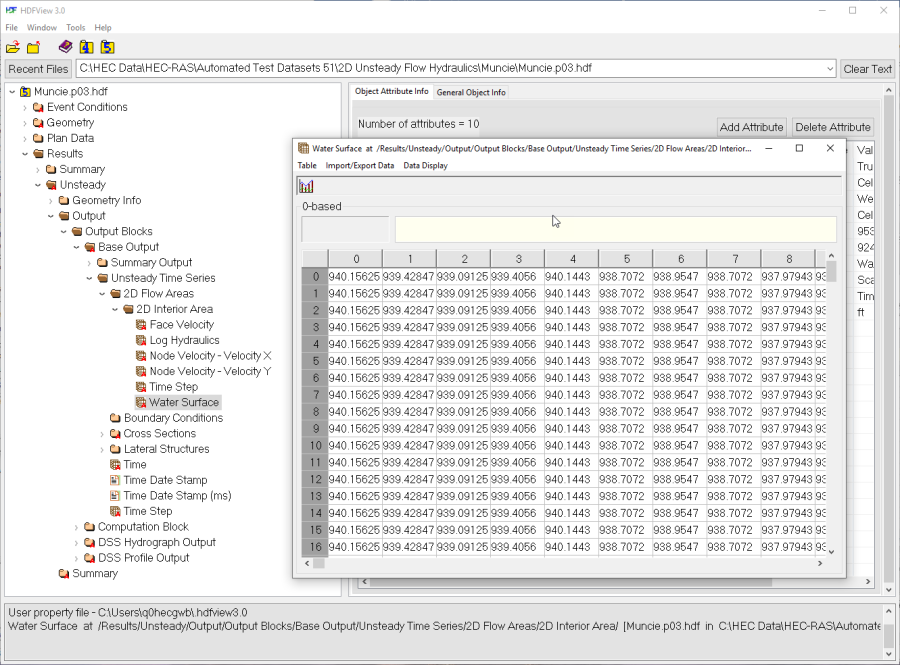 HDFView 3.0
File Window Tools Help
4 5
Recent Files C:\HEC Data\HEC-RAS\Automated Test Datasets 51\2D Unsteady Flow Hydraulics\Muncie\Muncie.p03.hdf Clear Text
Muncie.p03.hdf
Event Conditions
Geometry
Plan Data
Results
Summary
Unsteady
Geometry Info
Output
Output Blocks
Base Output
Summary Output
Unsteady Time Series
2D Flow Areas
2D Interior Area
Face Velocity
Log Hydraulics
Node Velocity - Velocity X
Node Velocity - Velocity Y
Time Step
Water Surface
Boundary Conditions
Cross Sections
Lateral Structures
Time
Time Date Stamp
Time Date Stamp (ms)
Time Step
Computation Block
DSS Hydrograph Output
DSS Profile Output
Summary
Object Attribute Info General Object Info
Number of attributes = 10 Add Attribute Delete Attribute
Val
Tru
Cel
We
Cel
953
924
Wa
Sca
Tim
ft
Water Surface at /Results/Unsteady/Output/Output Blocks/Base Output/Unsteady Time Series/2D Flow Areas/2D Interior...
Table Import/Export Data Data Display
0-based
0 1 2 3 4 5 6 7 8
0 940.15625 939.42847 939.09125 939.4056 940.1443 938.7072 938.9547 938.7072 937.97943 93
1 940.15625 939.42847 939.09125 939.4056 940.1443 938.7072 938.9547 938.7072 937.97943 93
2 940.15625 939.42847 939.09125 939.4056 940.1443 938.7072 938.9547 938.7072 937.97943 93
3 940.15625 939.42847 939.09125 939.4056 940.1443 938.7072 938.9547 938.7072 937.97943 93
4 940.15625 939.42847 939.09125 939.4056 940.1443 938.7072 938.9547 938.7072 937.97943 93
5 940.15625 939.42847 939.09125 939.4056 940.1443 938.7072 938.9547 938.7072 937.97943 93
6 940.15625 939.42847 939.09125 939.4056 940.1443 938.7072 938.9547 938.7072 937.97943 93
7 940.15625 939.42847 939.09125 939.4056 940.1443 938.7072 938.9547 938.7072 937.97943 93
8 940.15625 939.42847 939.09125 939.4056 940.1443 938.7072 938.9547 938.7072 937.97943 93
9 940.15625 939.42847 939.09125 939.4056 940.1443 938.7072 938.9547 938.7072 937.97943 93
10 940.15625 939.42847 939.09125 939.4056 940.1443 938.7072 938.9547 938.7072 937.97943 93
11 940.15625 939.42847 939.09125 939.4056 940.1443 938.7072 938.9547 938.7072 937.97943 93
12 940.15625 939.42847 939.09125 939.4056 940.1443 938.7072 938.9547 938.7072 937.97943 93
13 940.15625 939.42847 939.09125 939.4056 940.1443 938.7072 938.9547 938.7072 937.97943 93
14 940.15625 939.42847 939.09125 939.4056 940.1443 938.7072 938.9547 938.7072 937.97943 93
15 940.15625 939.42847 939.09125 939.4056 940.1443 938.7072 938.9547 938.7072 937.97943 93
16 940.15625 939.42847 939.09125 939.4056 940.1443 938.7072 938.9547 938.7072 937.97943 93
User property file - C:\Users\q0hecgwb\.hdfview3.0
Water Surface at /Results/Unsteady/Output/Output Blocks/Base Output/Unsteady Time Series/2D Flow Areas/2D Interior Area/ [Muncie.p03.hdf in C:\HEC Data\HEC-RAS\Automate